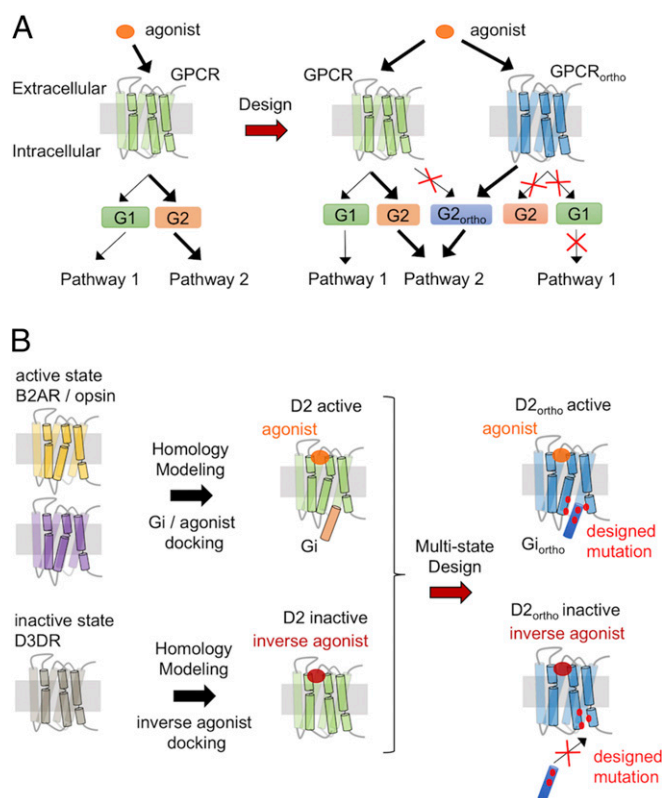 A
agonist
GPCR
Extracellular
Intracellular
G1
G2
Pathway 1
Pathway 2
Design
agonist
GPCR
GPCRortho
G1
G2
G2ortho
G2
G1
Pathway 1
Pathway 2
Pathway 1
B
active state
B2AR / opsin
Homology
Modeling
Gi / agonist
docking
D2 active
agonist
Gi
inactive state
D3DR
Homology
Modeling
inverse agonist
docking
D2 inactive
inverse agonist
Multi-state
Design
D2ortho active
agonist
Giortho
designed
mutation
D2ortho inactive
inverse agonist
designed
mutation